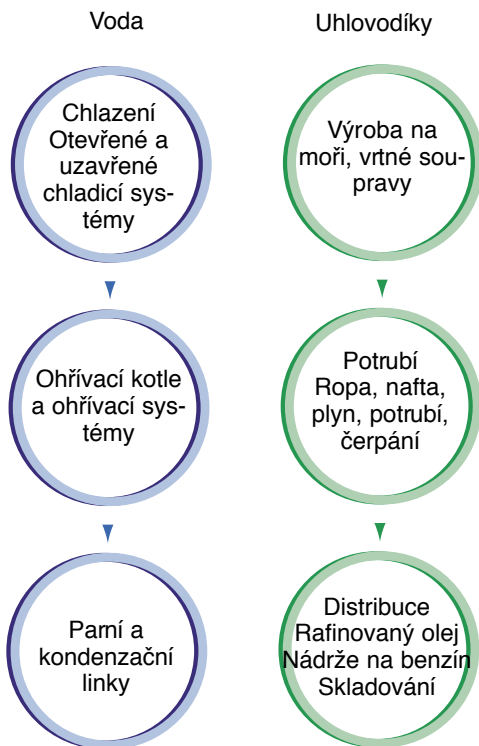 Voda
Chlazení
Otevřené a
uzavřené
chladicí sys-
témy
Ohřívací kotle
a ohřívací sys-
témy
Parní a
kondenzační
linky
Uhlovodíky
Výroba na
moři, vrtné sou-
pravy
Potrubí
Ropa, nafta,
plyn, potrubí,
čerpání
Distribuce
Rafinovaný olej
Nádrže na benzín
Skladování